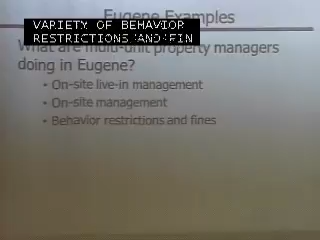 Eugene Examples
VARIETY OF BEHAVIOR
RESTRICTIONS AND FIN
What are multi-unit property managers
doing in Eugene?
• On-site live-in management
• On-site management
• Behavior restrictions and fines